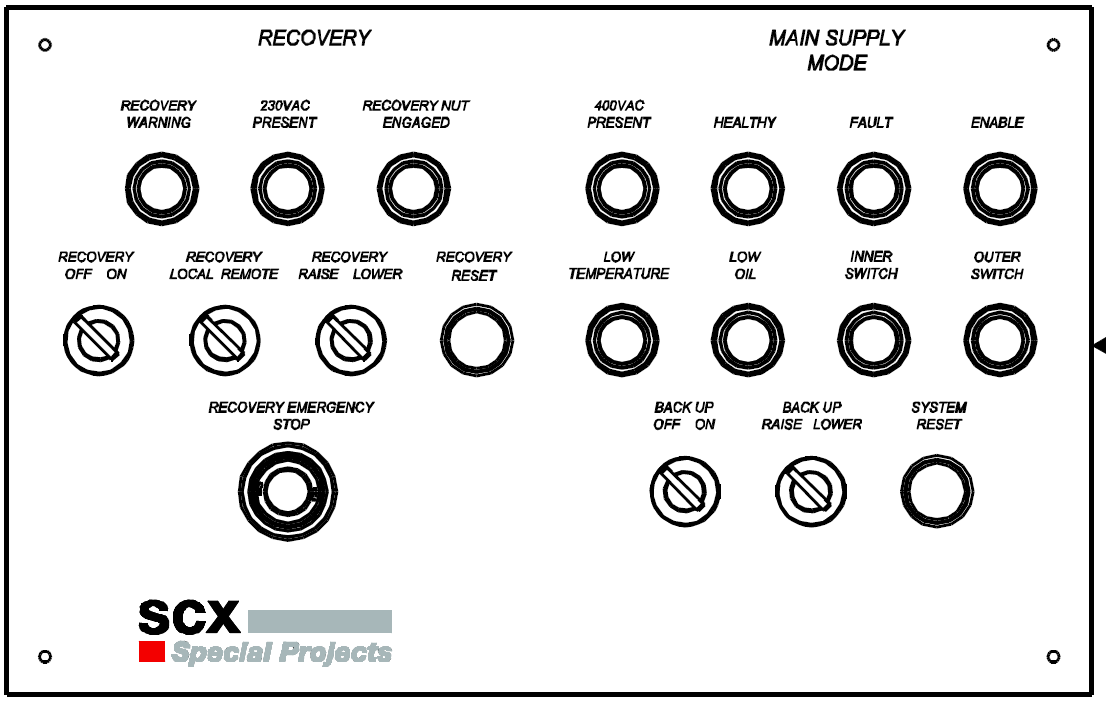 RECOVERY
MAIN SUPPLY
MODE
RECOVERY
WARNING
230VAC
PRESENT
RECOVERY NUT
ENGAGED
400VAC
PRESENT
HEALTHY
FAULT
ENABLE
RECOVERY
OFF ON
RECOVERY
LOCAL REMOTE
RECOVERY
RAISE LOWER
RECOVERY
RESET
LOW
TEMPERATURE
LOW
OIL
INNER
SWITCH
OUTER
SWITCH
RECOVERY EMERGENCY
STOP
BACK UP
OFF ON
BACK UP
RAISE LOWER
SYSTEM
RESET
SCX
Special Projects